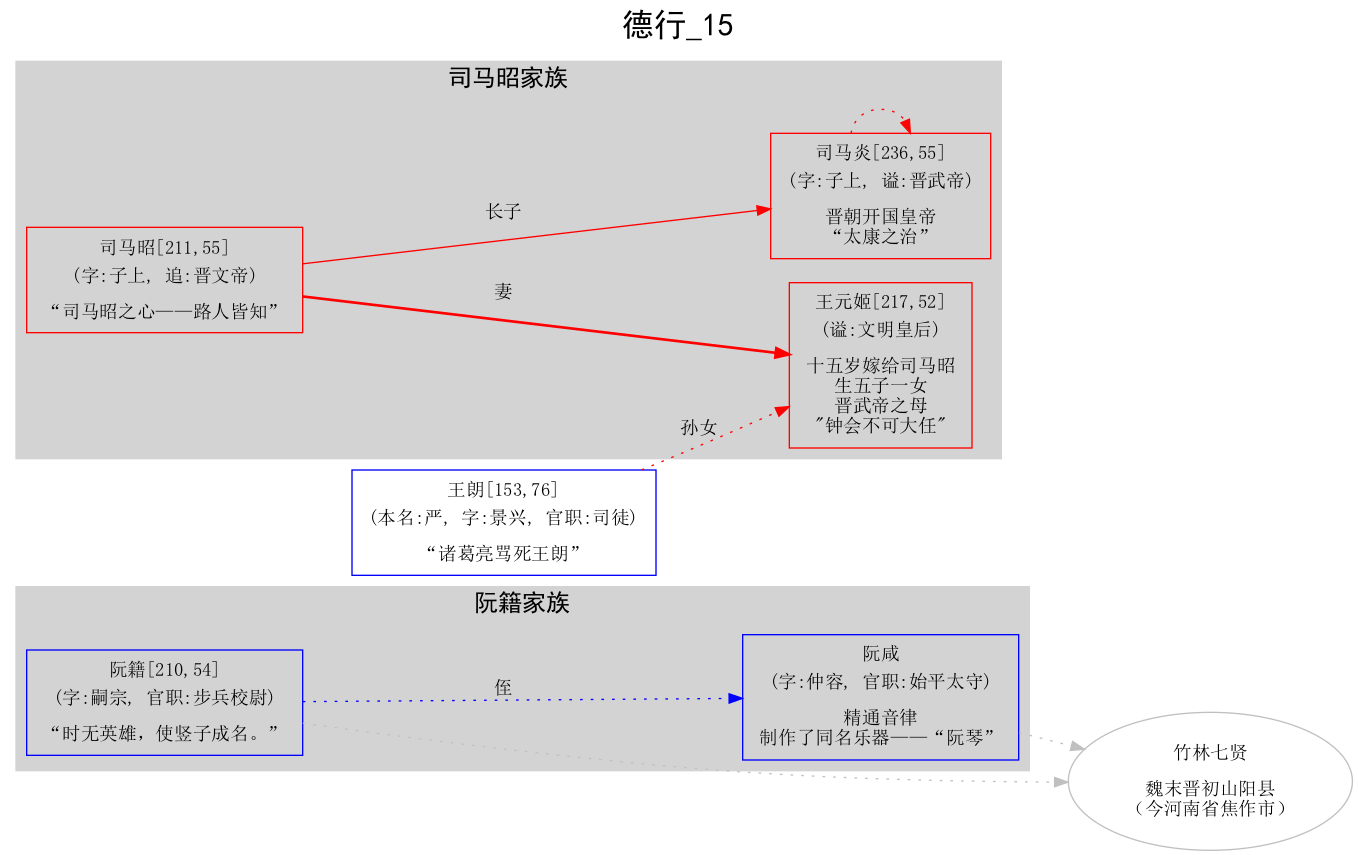 德行_15
司马昭家族
司马炎[236,55]
(字:子上, 谥:晋武帝)
晋朝开国皇帝
“太康之治”
长子
司马昭[211,55]
(字:子上, 追:晋文帝)
“司马昭之心——路人皆知”
妻
王元姬[217,52]
(谥:文明皇后)
十五岁嫁给司马昭
生五子一女
晋武帝之母
"钟会不可大任"
孙女
王朗[153,76]
(本名:严, 字:景兴, 官职:司徒)
“诸葛亮骂死王朗”
阮籍家族
阮籍[210,54]
(字:嗣宗, 官职:步兵校尉)
“时无英雄，使竖子成名。”
侄
阮咸
(字:仲容, 官职:始平太守)
精通音律
制作了同名乐器——“阮琴”
竹林七贤
魏末晋初山阳县
（今河南省焦作市）